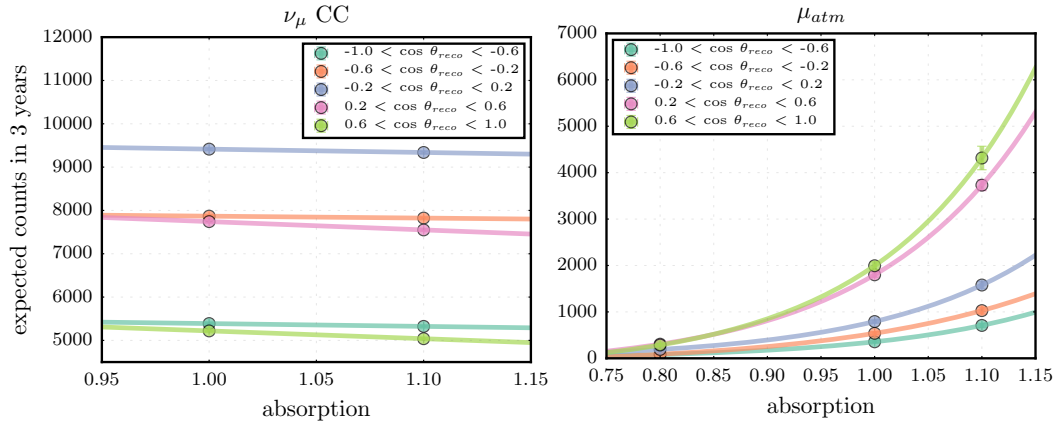 ν_μ CC
12000
11000
10000
9000
8000
7000
6000
5000
0.95 1.00 1.05 1.10 1.15
absorption
expected counts in 3 years
-1.0 < cos θ_reco < -0.6
-0.6 < cos θ_reco < -0.2
-0.2 < cos θ_reco < 0.2
0.2 < cos θ_reco < 0.6
0.6 < cos θ_reco < 1.0
μ_atm
7000
6000
5000
4000
3000
2000
1000
0
0.75 0.80 0.85 0.90 0.95 1.00 1.05 1.10 1.15
absorption
-1.0 < cos θ_reco < -0.6
-0.6 < cos θ_reco < -0.2
-0.2 < cos θ_reco < 0.2
0.2 < cos θ_reco < 0.6
0.6 < cos θ_reco < 1.0